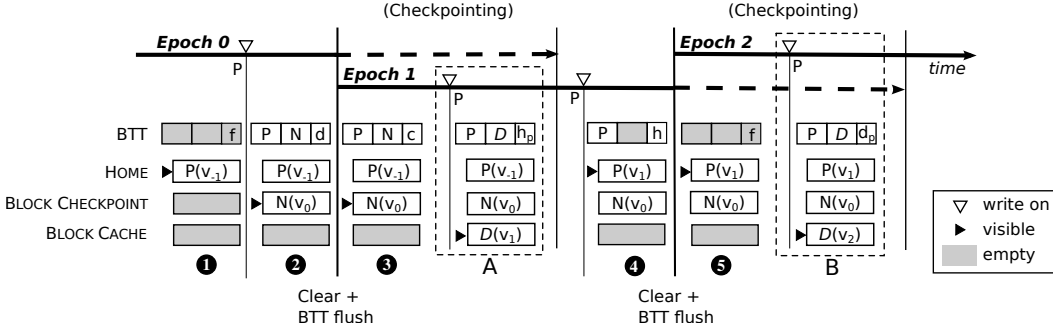 (Checkpointing) (Checkpointing)
Epoch 0 Epoch 2
P P time
Epoch 1
P P
BTT f P N d P N c P D hp P h f P D dp
HOME P(v-1) P(v-1) P(v-1) P(v-1) P(v1) P(v1) P(v1)
BLOCK CHECKPOINT N(v0) N(v0) N(v0) N(v0) N(v0) N(v0)
BLOCK CACHE D(v1) D(v2)
1 2 3 A 4 5 B
Clear + Clear +
BTT flush BTT flush
write on
visible
empty